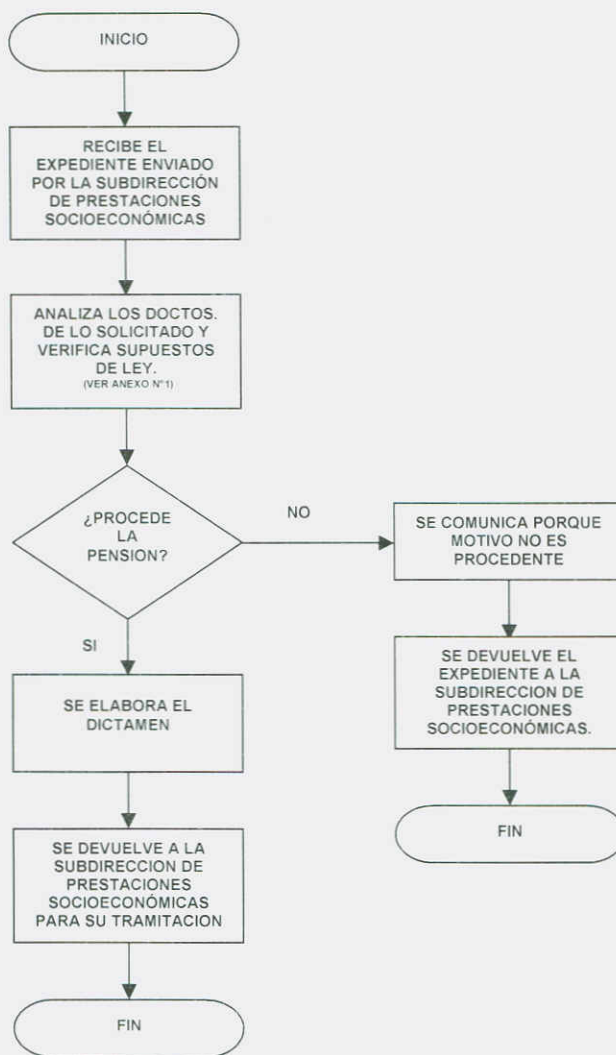 INICIO
RECIBE EL
EXPEDIENTE ENVIADO
POR LA SUBDIRECCIÓN
DE PRESTACIONES
SOCIOECONÓMICAS
ANALIZA LOS DOCTOS.
DE LO SOLICITADO Y
VERIFICA SUPUESTOS
DE LEY.
(VER ANEXO N°1)
¿PROCEDE
LA
PENSION?
NO
SE COMUNICA PORQUE
MOTIVO NO ES
PROCEDENTE
SE DEVUELVE EL
EXPEDIENTE A LA
SUBDIRECCION DE
PRESTACIONES
SOCIOECONÓMICAS.
FIN
SI
SE ELABORA EL
DICTAMEN
SE DEVUELVE A LA
SUBDIRECCION DE
PRESTACIONES
SOCIOECONÓMICAS
PARA SU TRAMITACION
FIN